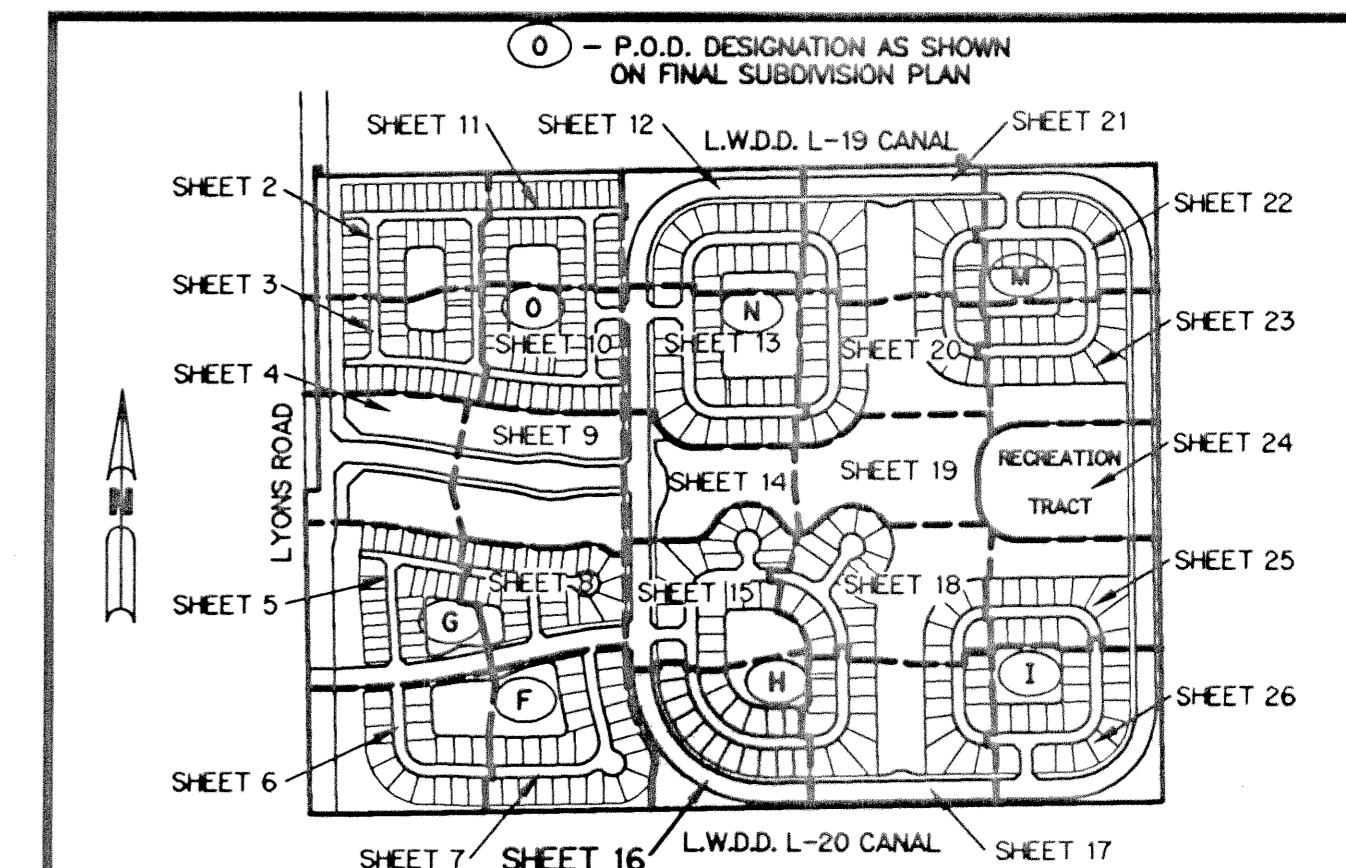 O - P.O.D. DESIGNATION AS SHOWN
ON FINAL SUBDIVISION PLAN
SHEET 11
SHEET 12
L.W.D.D. L-19 CANAL
SHEET 21
SHEET 2
SHEET 22
SHEET 3
M
O
N
SHEET 10
SHEET 13
SHEET 20
SHEET 23
SHEET 4
SHEET 9
SHEET 14
SHEET 19
RECREATION
TRACT
SHEET 24
LYONS ROAD
N
SHEET 5
SHEET 8
SHEET 15
SHEET 18
SHEET 25
G
F
H
I
SHEET 26
SHEET 6
SHEET 7
SHEET 16
L.W.D.D. L-20 CANAL
SHEET 17